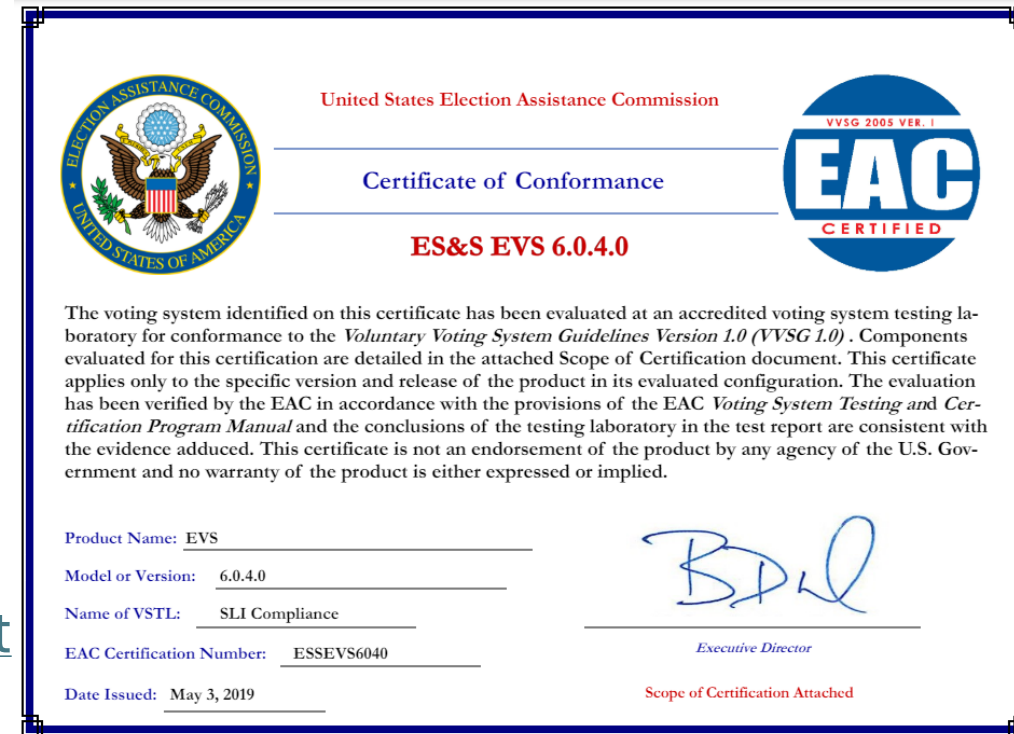 ELECTION ASSISTANCE COMMISSION
UNITED STATES OF AMERICA
United States Election Assistance Commission
VVSG 2005 VER. I
EAC
CERTIFIED
Certificate of Conformance
ES&S EVS 6.0.4.0
The voting system identified on this certificate has been evaluated at an accredited voting system testing la-
boratory for conformance to the Voluntary Voting System Guidelines Version 1.0 (VVSG 1.0) . Components
evaluated for this certification are detailed in the attached Scope of Certification document. This certificate
applies only to the specific version and release of the product in its evaluated configuration. The evaluation
has been verified by the EAC in accordance with the provisions of the EAC Voting System Testing and Cer-
tification Program Manual and the conclusions of the testing laboratory in the test report are consistent with
the evidence adduced. This certificate is not an endorsement of the product by any agency of the U.S. Gov-
ernment and no warranty of the product is either expressed or implied.
Product Name: EVS
Model or Version: 6.0.4.0
Name of VSTL: SLI Compliance
EAC Certification Number: ESSEVS6040
Date Issued: May 3, 2019
Executive Director
Scope of Certification Attached
t